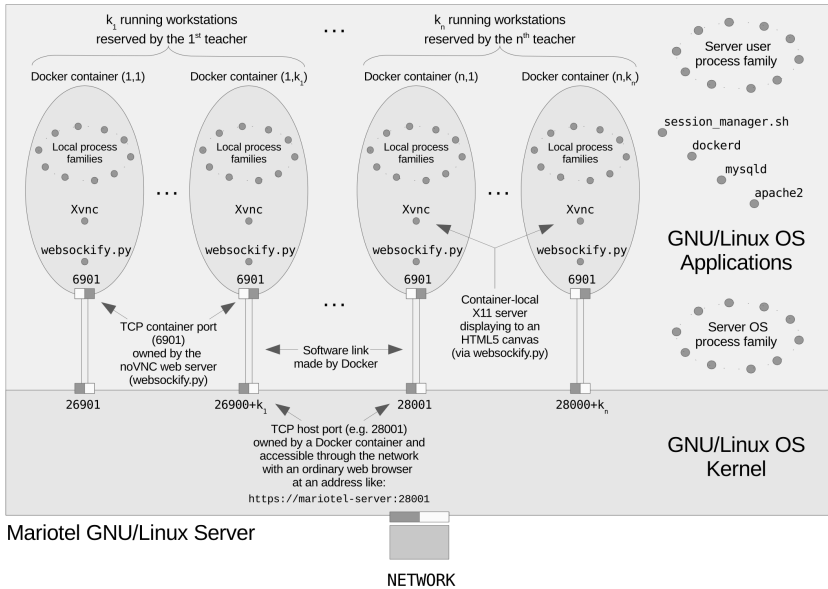 k1 running workstations
reserved by the 1st teacher
...
kn running workstations
reserved by the nth teacher
Server user
process family
Docker container (1,1)
Docker container (1,k1)
Docker container (n,1)
Docker container (n,kn)
session_manager.sh
dockerd
mysqld
apache2
Local process
families
Local process
families
Local process
families
Local process
families
...
...
Xvnc
Xvnc
Xvnc
Xvnc
websockify.py
websockify.py
websockify.py
websockify.py
6901
6901
6901
6901
GNU/Linux OS
Applications
...
TCP container port
(6901)
owned by the
noVNC web server
(websockify.py)
Software link
made by Docker
Container-local
X11 server
displaying to an
HTML5 canvas
(via websockify.py)
Server OS
process family
26901
26900+k1
28001
28000+kn
TCP host port (e.g. 28001)
owned by a Docker container and
accessible through the network
with an ordinary web browser
at an address like:
https://mariotel-server:28001
GNU/Linux OS
Kernel
Mariotel GNU/Linux Server
NETWORK